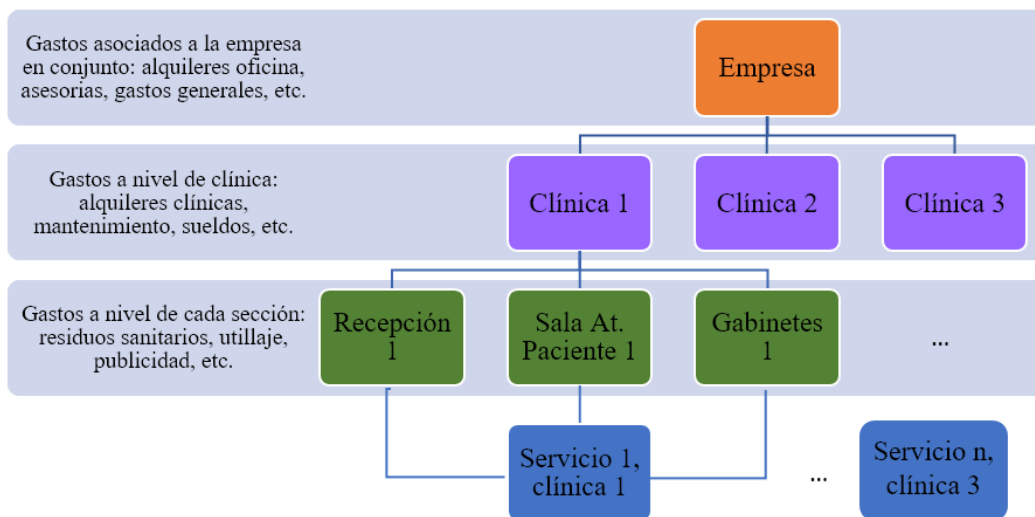 Gastos asociados a la empresa
en conjunto: alquileres oficina,
asesorias, gastos generales, etc.
Empresa
Gastos a nivel de clínica:
alquileres clínicas,
mantenimiento, sueldos, etc.
Clínica 1
Clínica 2
Clínica 3
Gastos a nivel de cada sección:
residuos sanitarios, utillaje,
publicidad, etc.
Recepción
1
Sala At.
Paciente 1
Gabinetes
1
...
Servicio 1,
clínica 1
...
Servicio n,
clínica 3